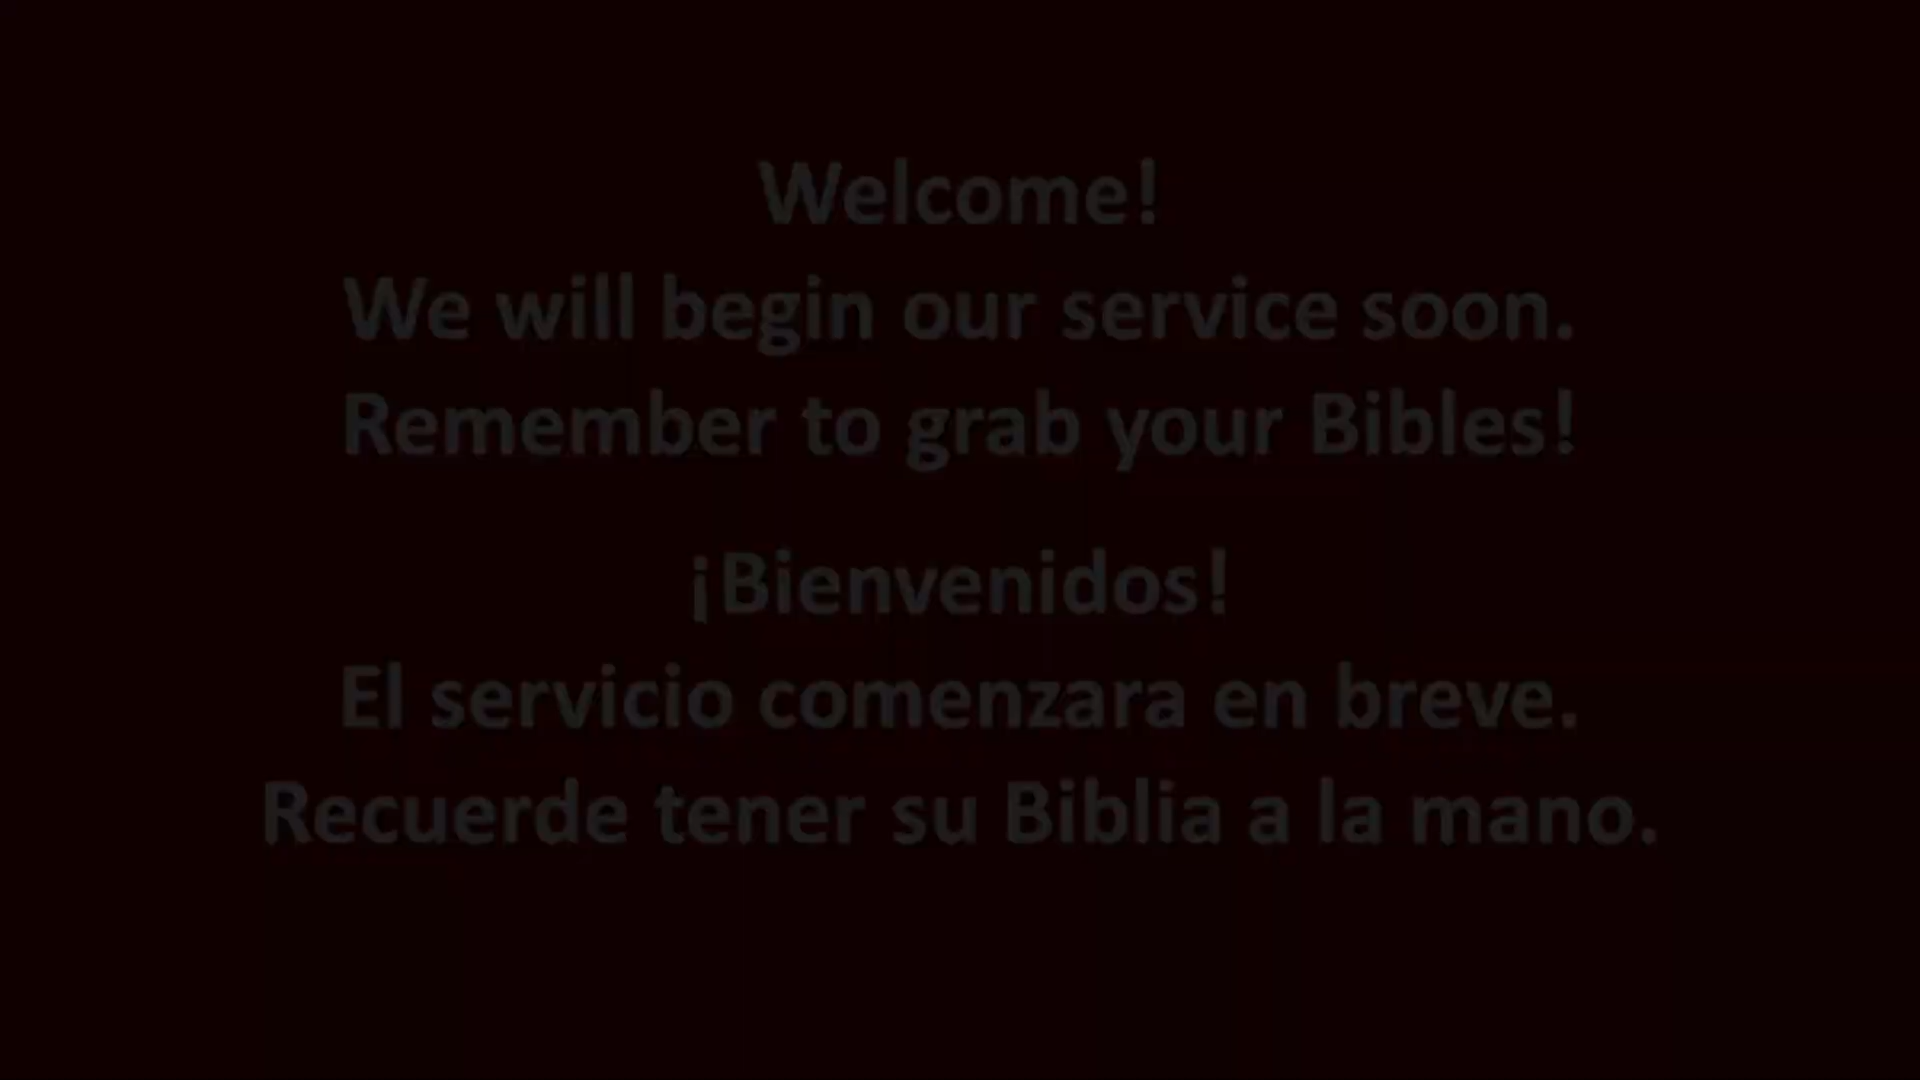 Welcome!
We will begin our service soon.
Remember to grab your Bibles!
¡Bienvenidos!
El servicio comenzara en breve.
Recuerde tener su Biblia a la mano.